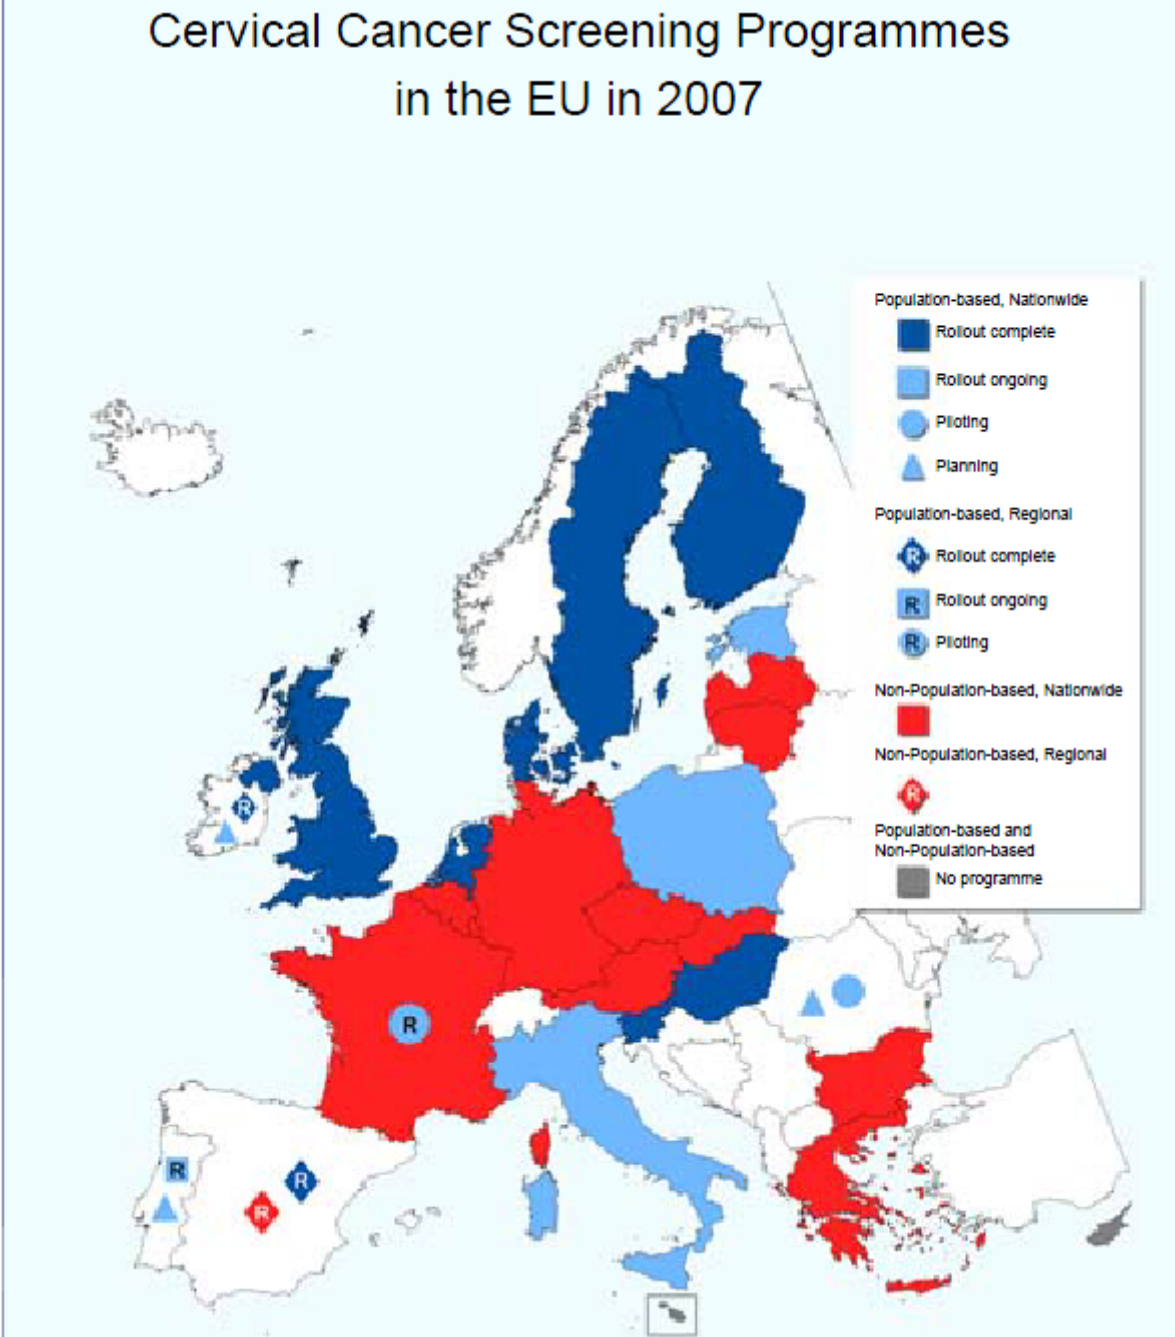 Cervical Cancer Screening Programmes
in the EU in 2007
Population-based, Nationwide
Rollout complete
Rollout ongoing
Piloting
Planning
Population-based, Regional
R Rollout complete
R Rollout ongoing
R Piloting
Non-Population-based, Nationwide
Non-Population-based, Regional
R
Population-based and
Non-Population-based
No programme
R
R
R
R
R